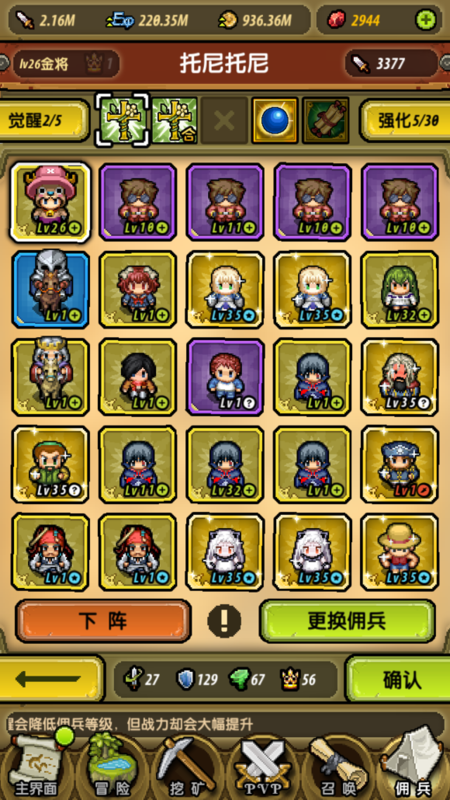 2.16M Exp 220.35M 936.36M 2944
lv26金将 1 托尼托尼 3377
觉醒2/5 合 强化5/30
Lv26 Lv10 Lv11 Lv10 Lv10
Lv1 Lv1 Lv35 Lv35 Lv32
Lv1 Lv1 Lv1 ? Lv1 Lv35 ?
Lv35 ? Lv11 Lv32 Lv35 Lv1
Lv1 Lv1 Lv35 Lv35 Lv35
下 阵 ! 更换佣兵
27 129 67 56 确认
会降低佣兵等级，但战力却会大幅提升
主界面 冒险 挖矿 PVP 召唤 佣兵